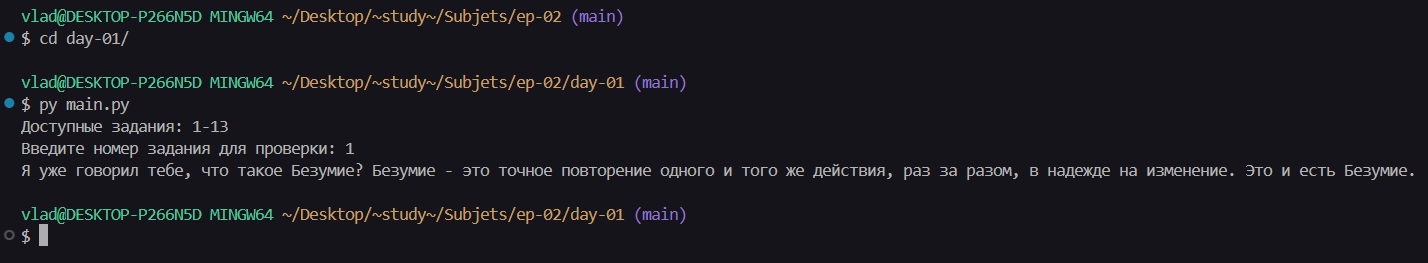 vlad@DESKTOP-P266N5D MINGW64 ~/Desktop/~study~/Subjets/ep-02 (main)
$ cd day-01/
vlad@DESKTOP-P266N5D MINGW64 ~/Desktop/~study~/Subjets/ep-02/day-01 (main)
$ py main.py
Доступные задания: 1-13
Введите номер задания для проверки: 1
Я уже говорил тебе, что такое Безумие? Безумие - это точное повторение одного и того же действия, раз за разом, в надежде на изменение. Это и есть Безумие.
vlad@DESKTOP-P266N5D MINGW64 ~/Desktop/~study~/Subjets/ep-02/day-01 (main)
$